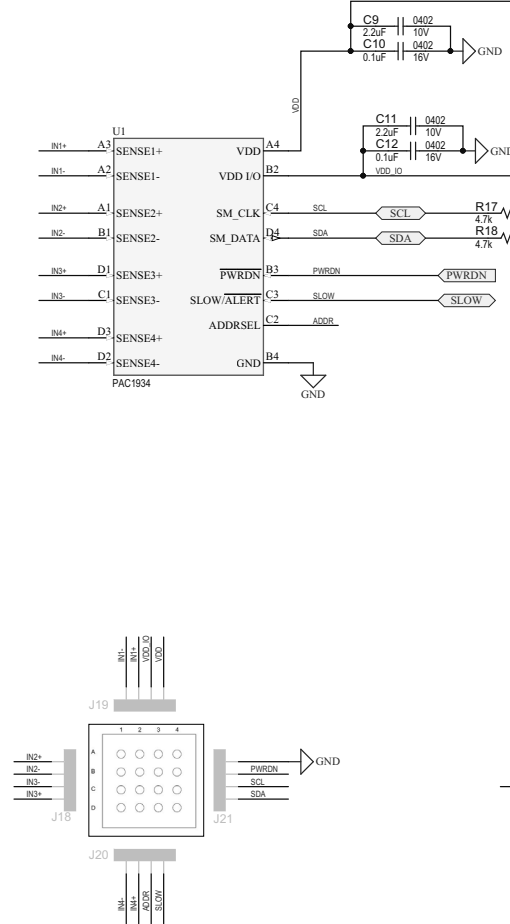 C9 0402
2.2uF 10V
C10 0402
0.1uF 16V
GND
VDD
C11 0402
2.2uF 10V
C12 0402
0.1uF 16V
GND
VDD_IO
U1
IN1+ A3 SENSE1+ VDD A4
IN1- A2 SENSE1- VDD I/O B2
IN2+ A1 SENSE2+ SM_CLK C4 SCL SCL R17
4.7k
IN2- B1 SENSE2- SM_DATA D4 SDA SDA R18
4.7k
IN3+ D1 SENSE3+ PWRDN B3 PWRDN PWRDN
IN3- C1 SENSE3- SLOW/ALERT C3 SLOW SLOW
ADDRSEL C2 ADDR
IN4+ D3 SENSE4+
IN4- D2 SENSE4- GND B4
PAC1934
GND
IN1- IN1+ VDD_IO VDD
J19
1 2 3 4
A
B
C
D
IN2+
IN2-
IN3-
IN3+
J18
GND
PWRDN
SCL
SDA
J21
J20
IN4- IN4+ ADDR SLOW